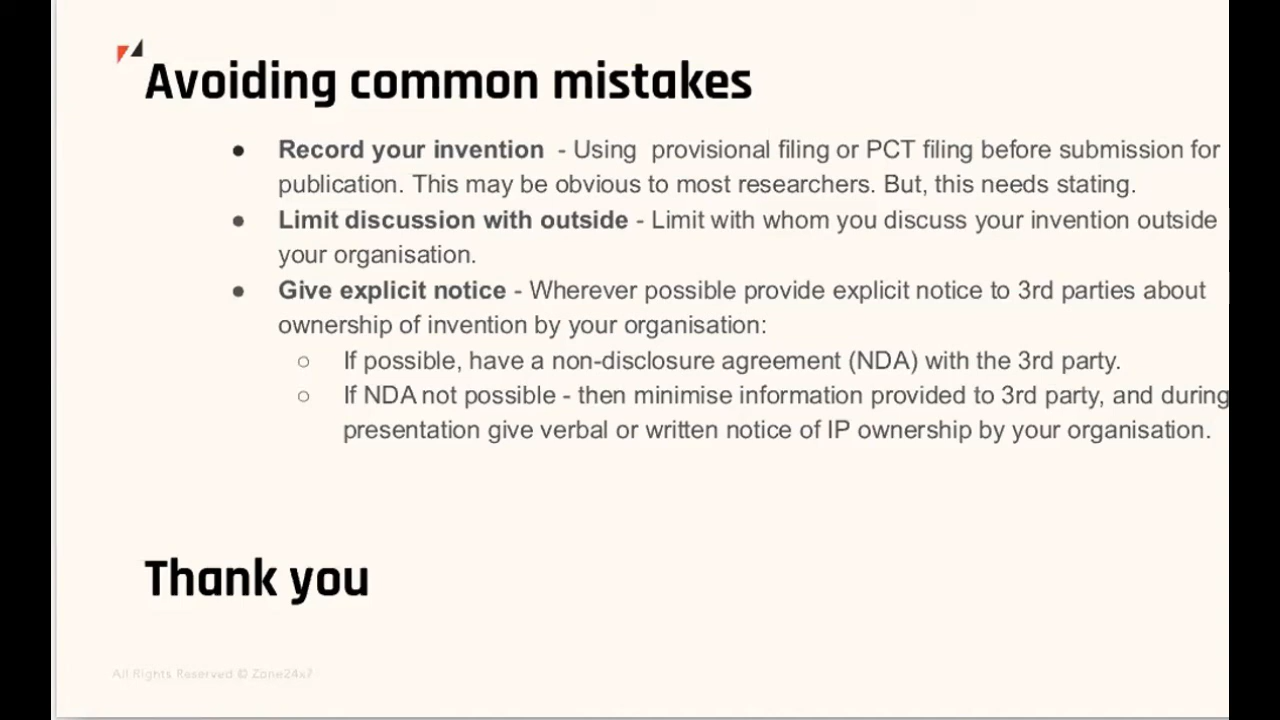 Avoiding common mistakes
● Record your invention - Using provisional filing or PCT filing before submission for
publication. This may be obvious to most researchers. But, this needs stating.
● Limit discussion with outside - Limit with whom you discuss your invention outside
your organisation.
● Give explicit notice - Wherever possible provide explicit notice to 3rd parties about
ownership of invention by your organisation:
○ If possible, have a non-disclosure agreement (NDA) with the 3rd party.
○ If NDA not possible - then minimise information provided to 3rd party, and during
presentation give verbal or written notice of IP ownership by your organisation.
Thank you
All Rights Reserved © Zone24x7